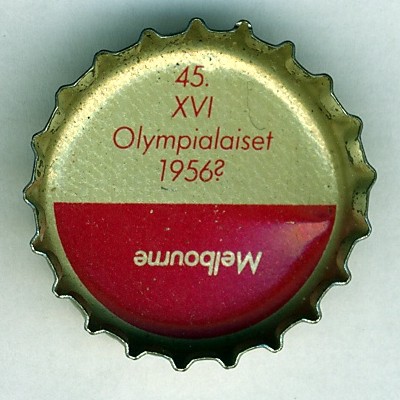 45.
XVI
Olympialaiset
1956?
Melbourne